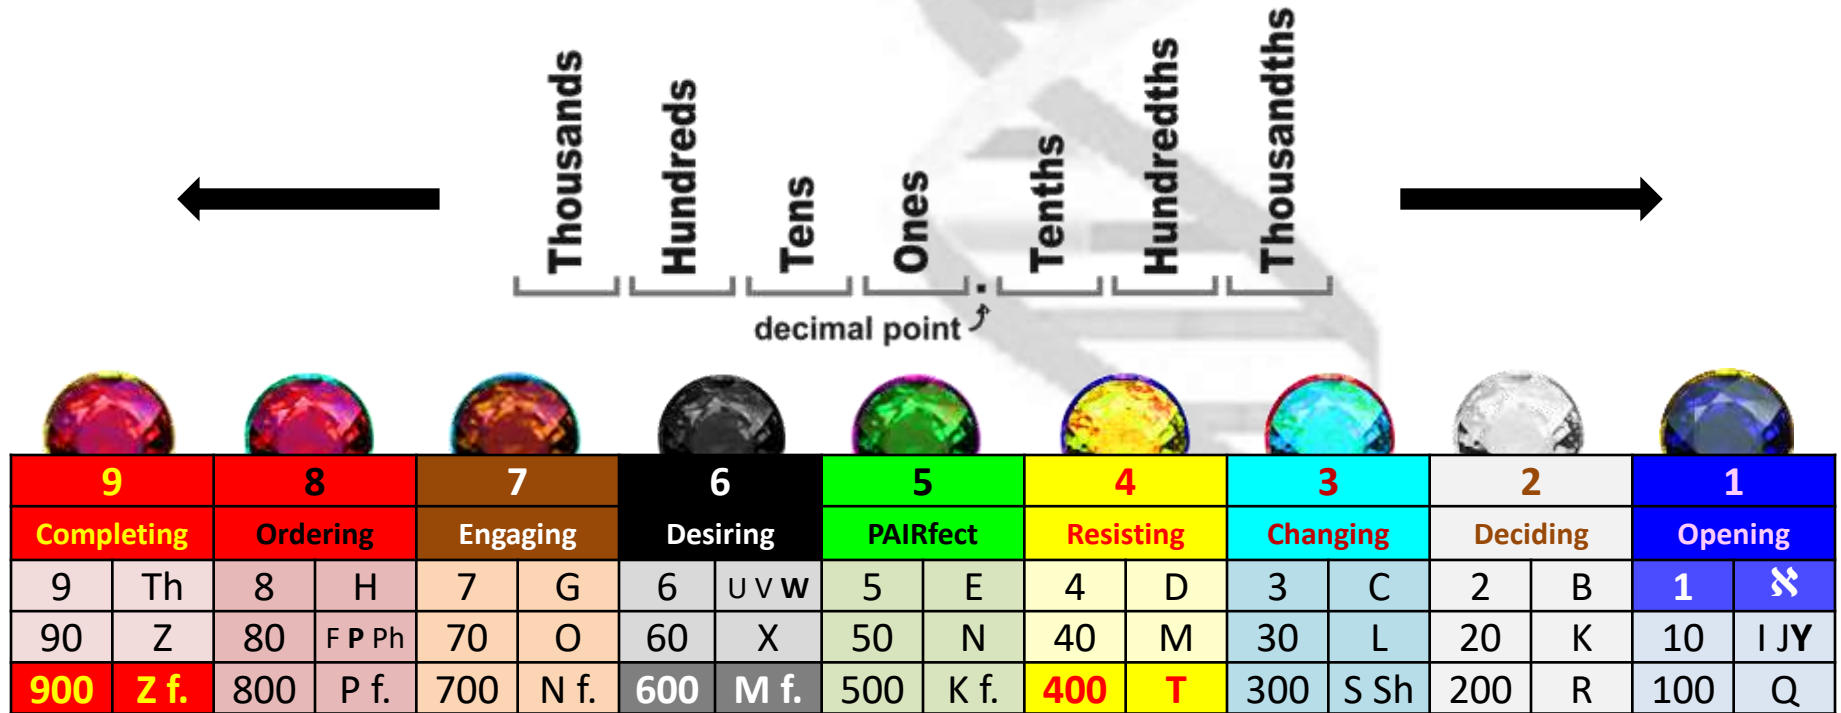 Thousands
Hundreds
Tens
Ones
.
Tenths
Hundredths
Thousandths
decimal point
9 8 7 6 5 4 3 2 1
Completing Ordering Engaging Desiring PAIRfect Resisting Changing Deciding Opening
9 Th 8 H 7 G 6 U V W 5 E 4 D 3 C 2 B 1 א
90 Z 80 F P Ph 70 O 60 X 50 N 40 M 30 L 20 K 10 I J Y
900 Z f. 800 P f. 700 N f. 600 M f. 500 K f. 400 T 300 S Sh 200 R 100 Q